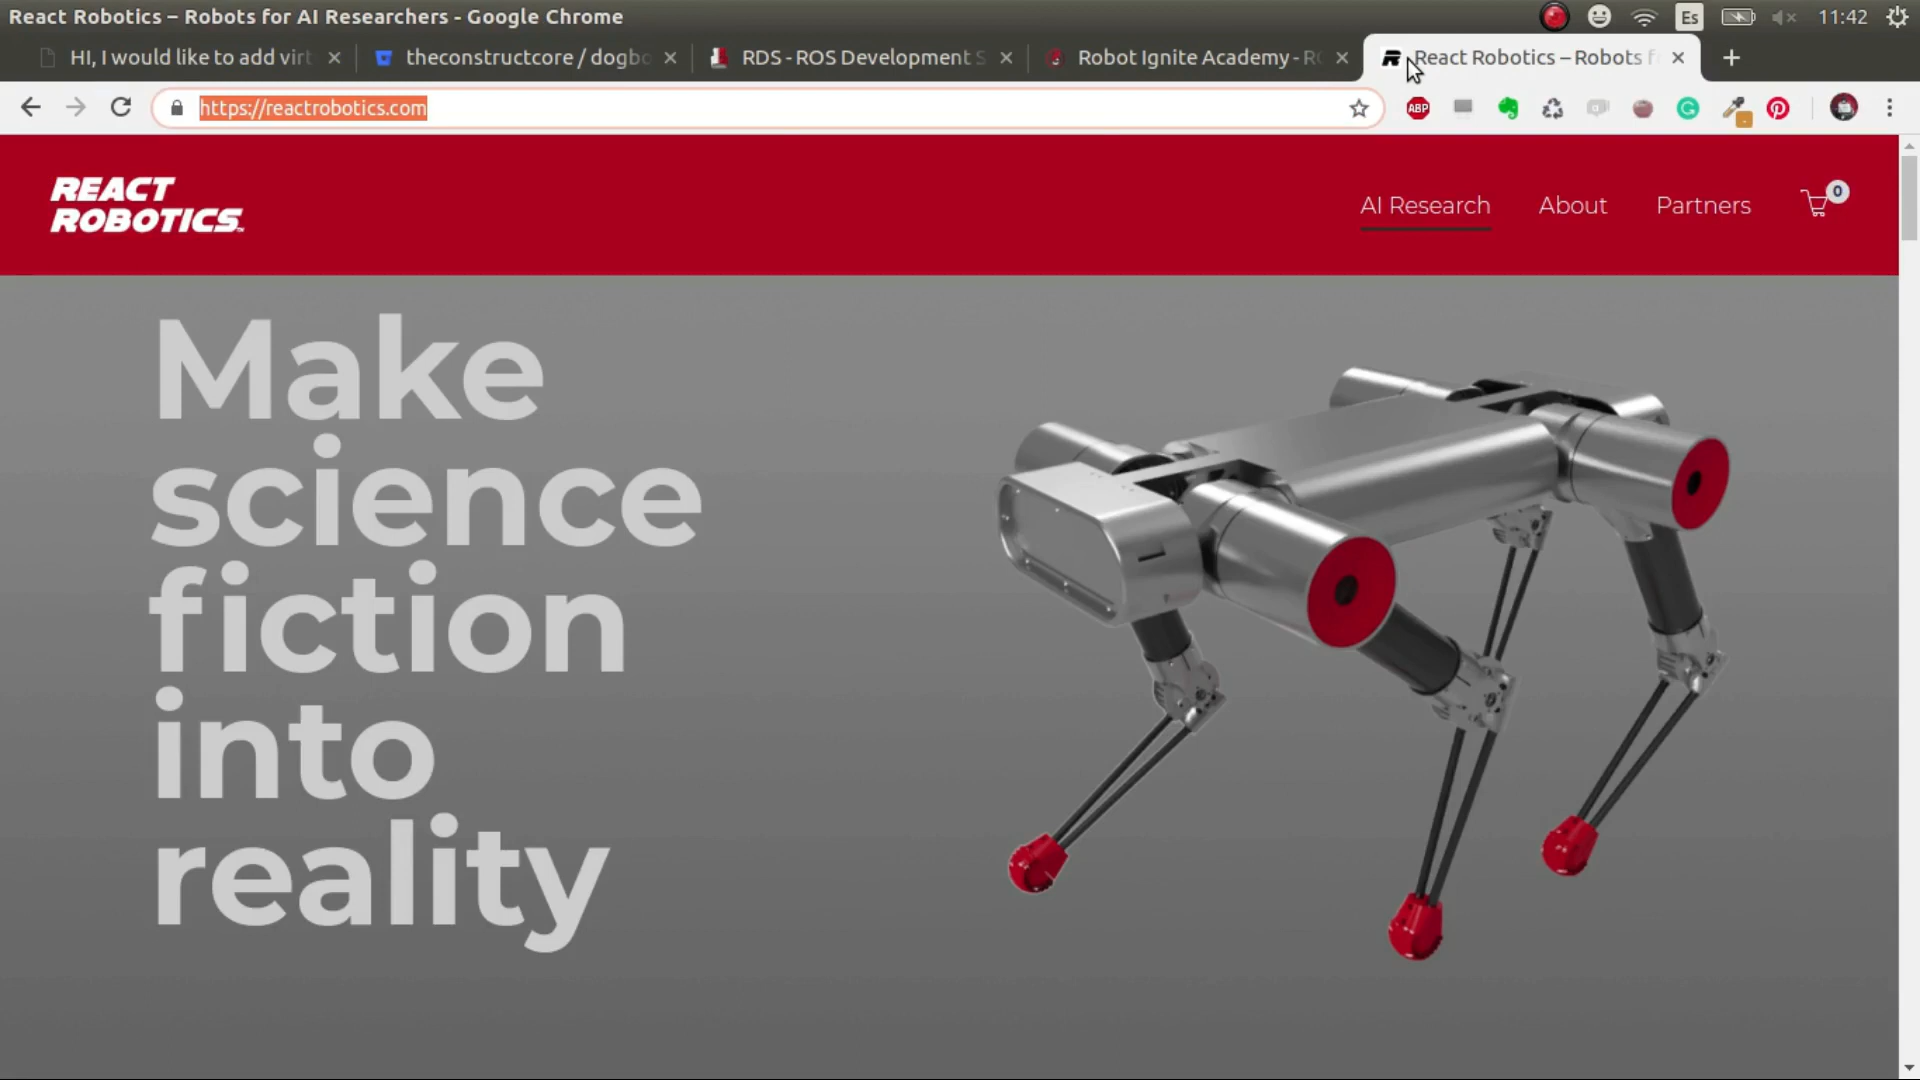 React Robotics – Robots for AI Researchers - Google Chrome
Es
11:42
HI, I would like to add virt
theconstructcore / dogbo
RDS - ROS Development S
Robot Ignite Academy - RO
React Robotics – Robots f
https://reactrobotics.com
ABP
REACT
ROBOTICS
AI Research
About
Partners
0
Make
science
fiction
into
reality